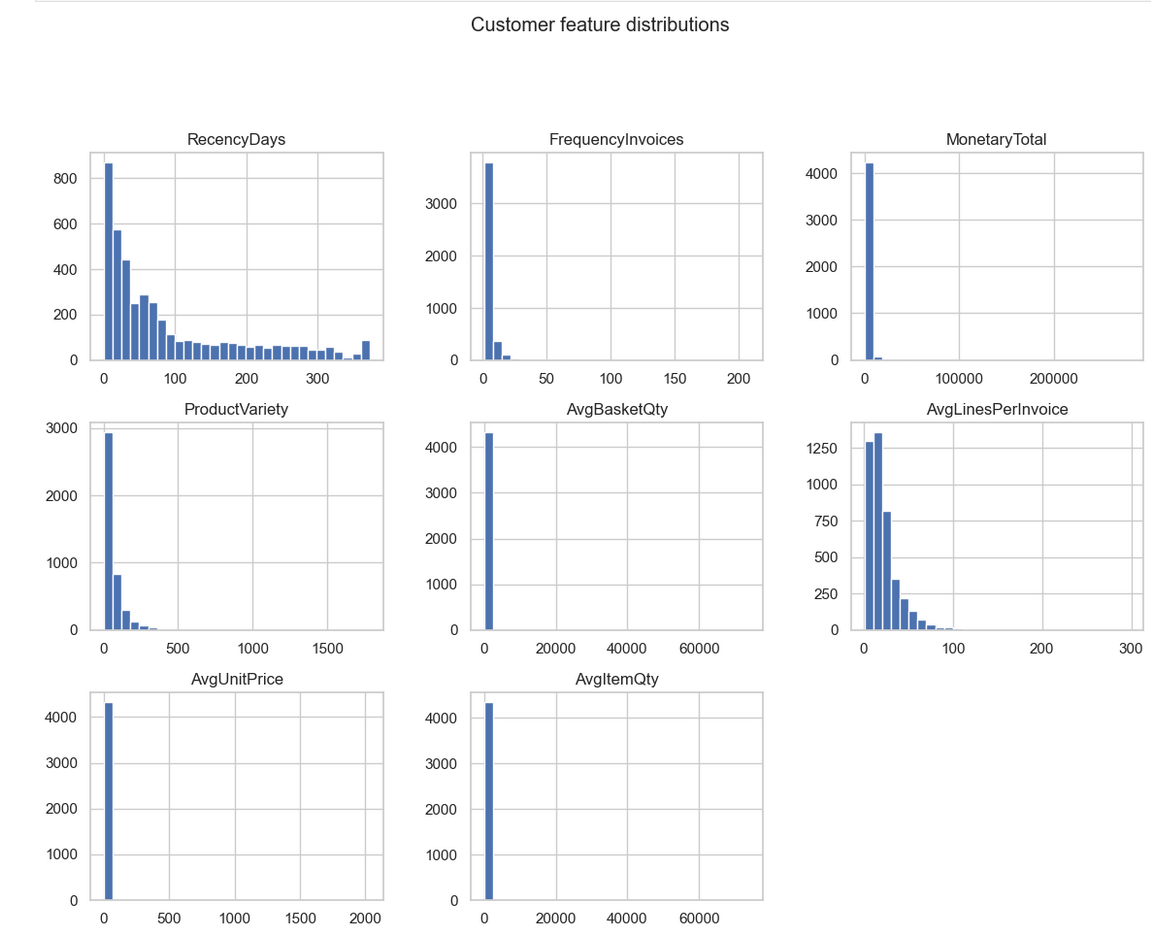 Customer feature distributions
RecencyDays
800
600
400
200
0
0 100 200 300
FrequencyInvoices
3000
2000
1000
0
0 50 100 150 200
MonetaryTotal
4000
3000
2000
1000
0
0 100000 200000
ProductVariety
3000
2000
1000
0
0 500 1000 1500
AvgBasketQty
4000
3000
2000
1000
0
0 20000 40000 60000
AvgLinesPerInvoice
1250
1000
750
500
250
0
0 100 200 300
AvgUnitPrice
4000
3000
2000
1000
0
0 500 1000 1500 2000
AvgItemQty
4000
3000
2000
1000
0
0 20000 40000 60000